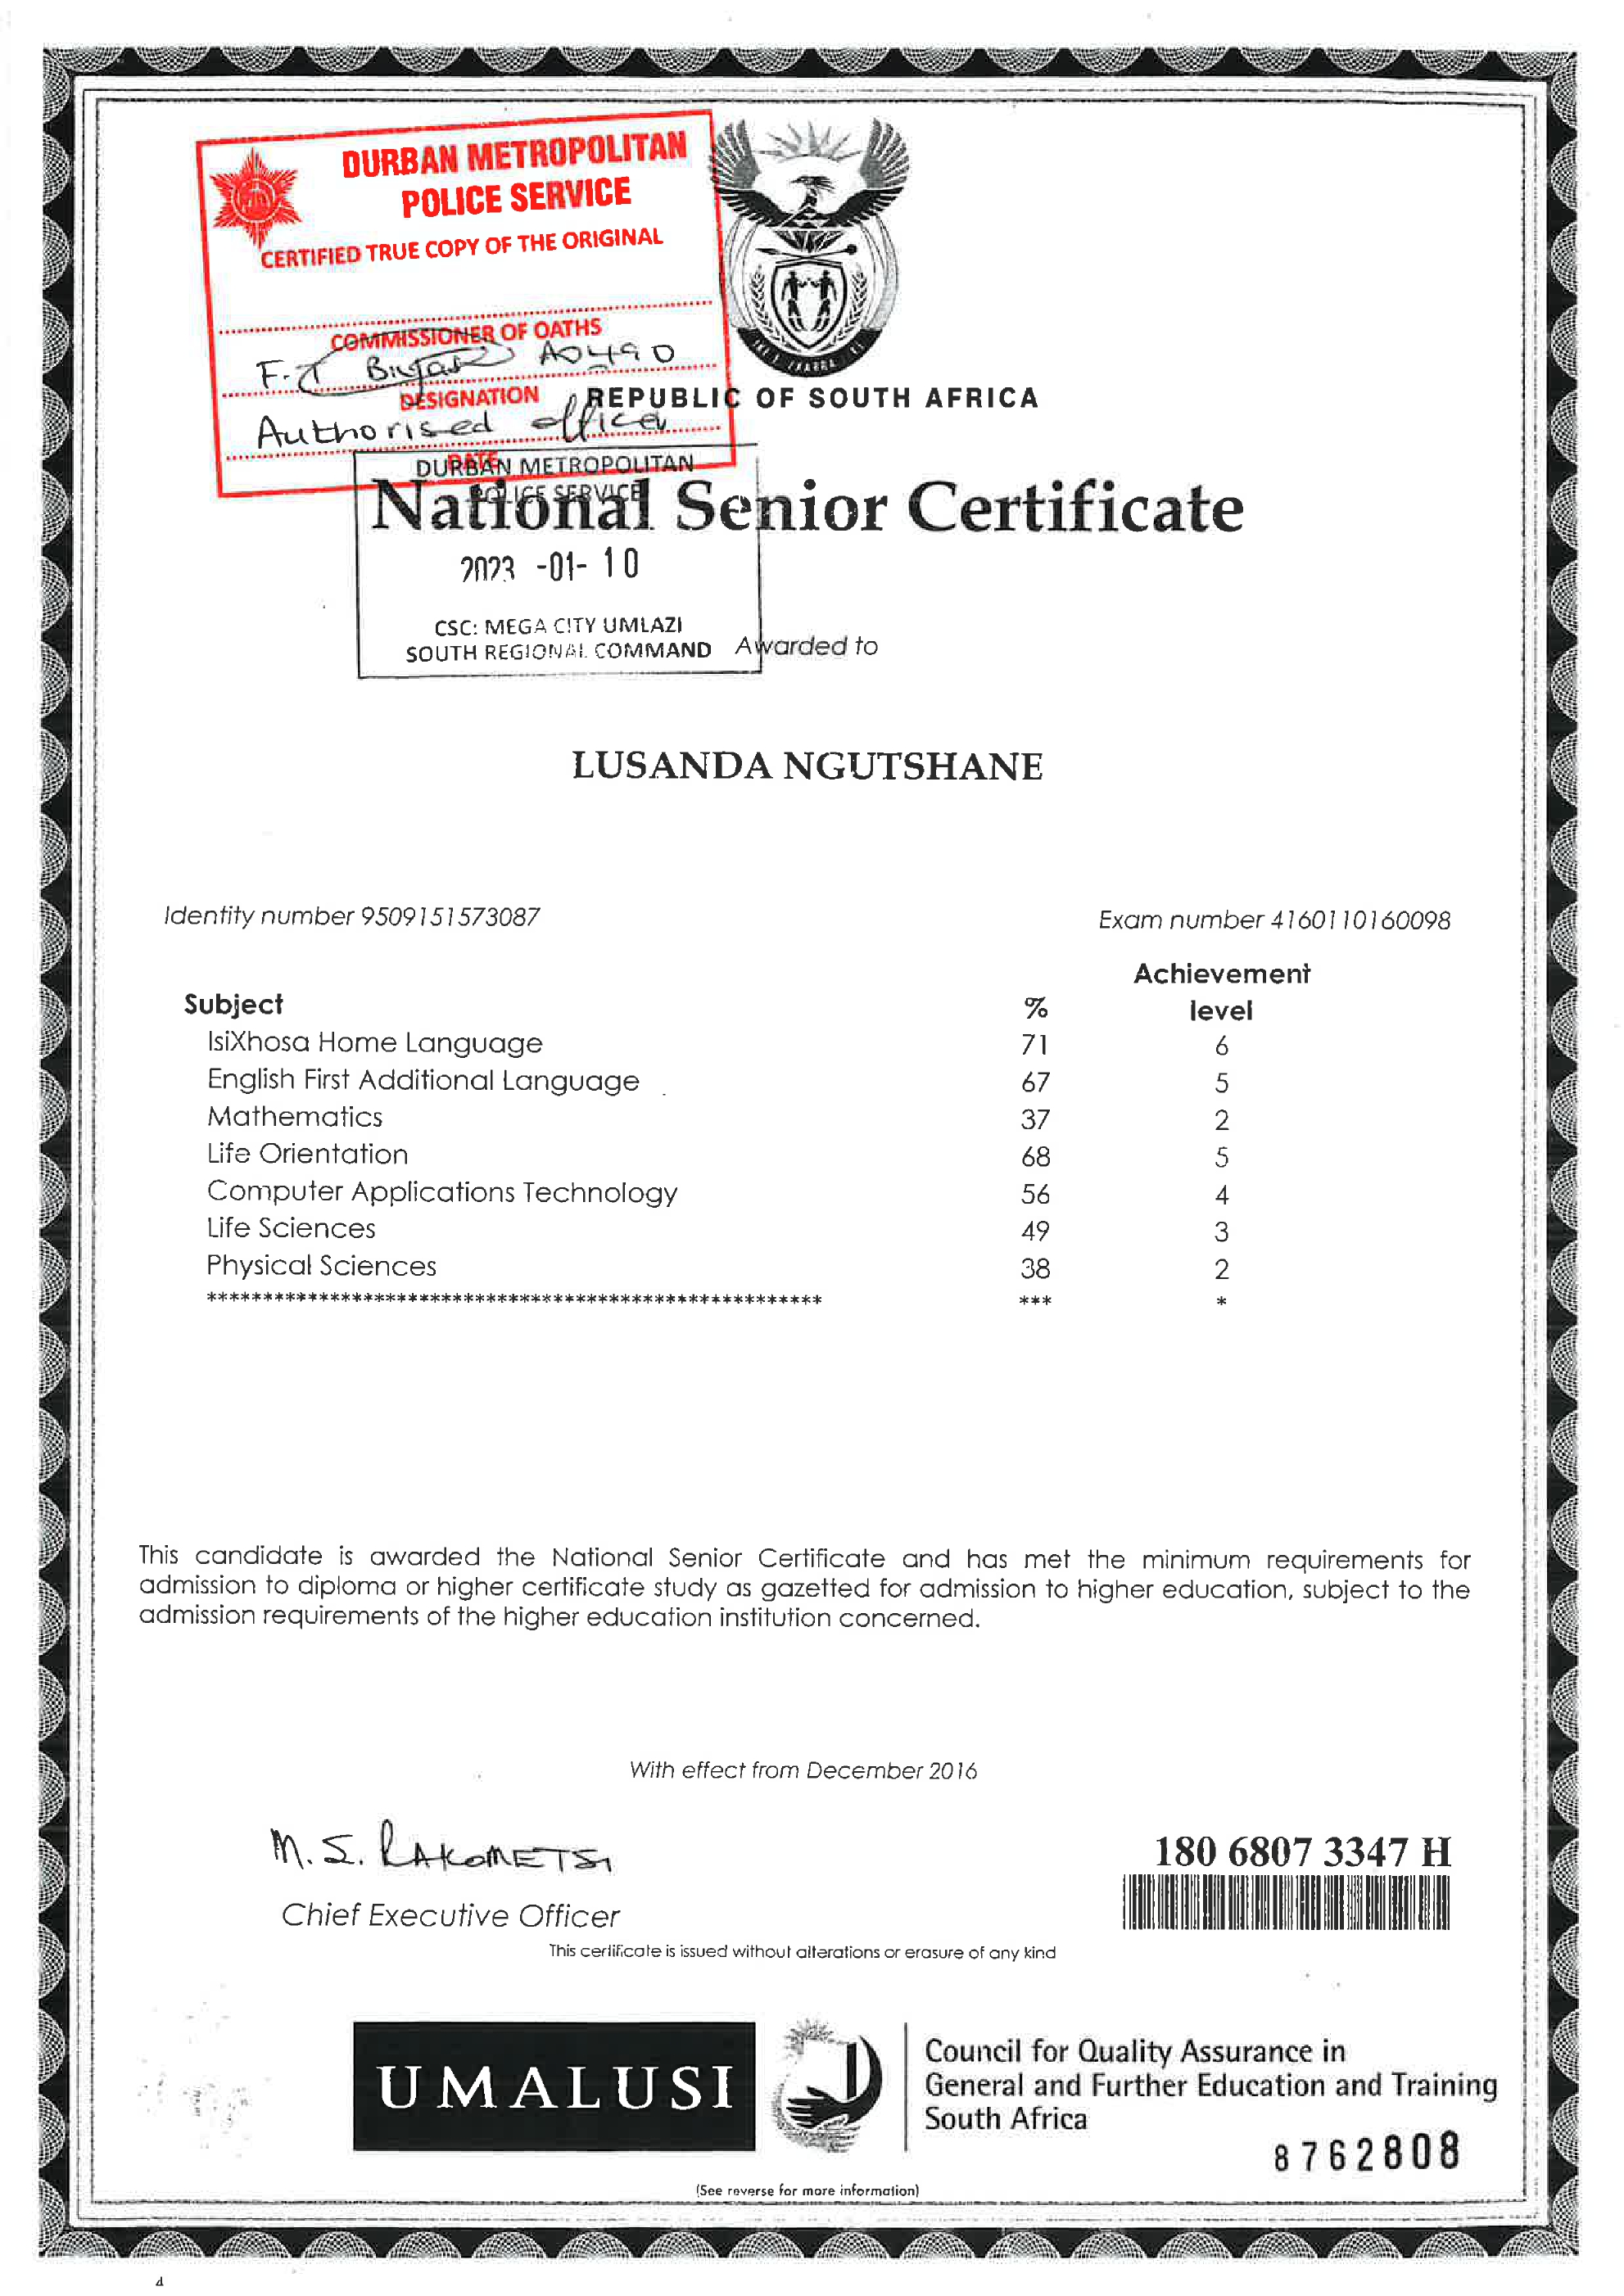 DURBAN METROPOLITAN
POLICE SERVICE
CERTIFIED TRUE COPY OF THE ORIGINAL
COMMISSIONER OF OATHS
F.T A0490
DESIGNATION
Authorised officer
DATE
REPUBLIC OF SOUTH AFRICA
DURBAN METROPOLITAN
POLICE SERVICE
National Senior Certificate
2023 -01- 10
CSC: MEGA CITY UMLAZI
SOUTH REGIONAL COMMAND
Awarded to
LUSANDA NGUTSHANE
Identity number 9509151573087 Exam number 4160110160098
Subject % Achievement level
IsiXhosa Home Language 71 6
English First Additional Language 67 5
Mathematics 37 2
Life Orientation 68 5
Computer Applications Technology 56 4
Life Sciences 49 3
Physical Sciences 38 2
******************************************************* *** *
This candidate is awarded the National Senior Certificate and has met the minimum requirements for
admission to diploma or higher certificate study as gazetted for admission to higher education, subject to the
admission requirements of the higher education institution concerned.
With effect from December 2016
M.S. RAKOMETSI
180 6807 3347 H
Chief Executive Officer
This certificate is issued without alterations or erasure of any kind
UMALUSI
Council for Quality Assurance in
General and Further Education and Training
South Africa
8762808
(See reverse for more information)